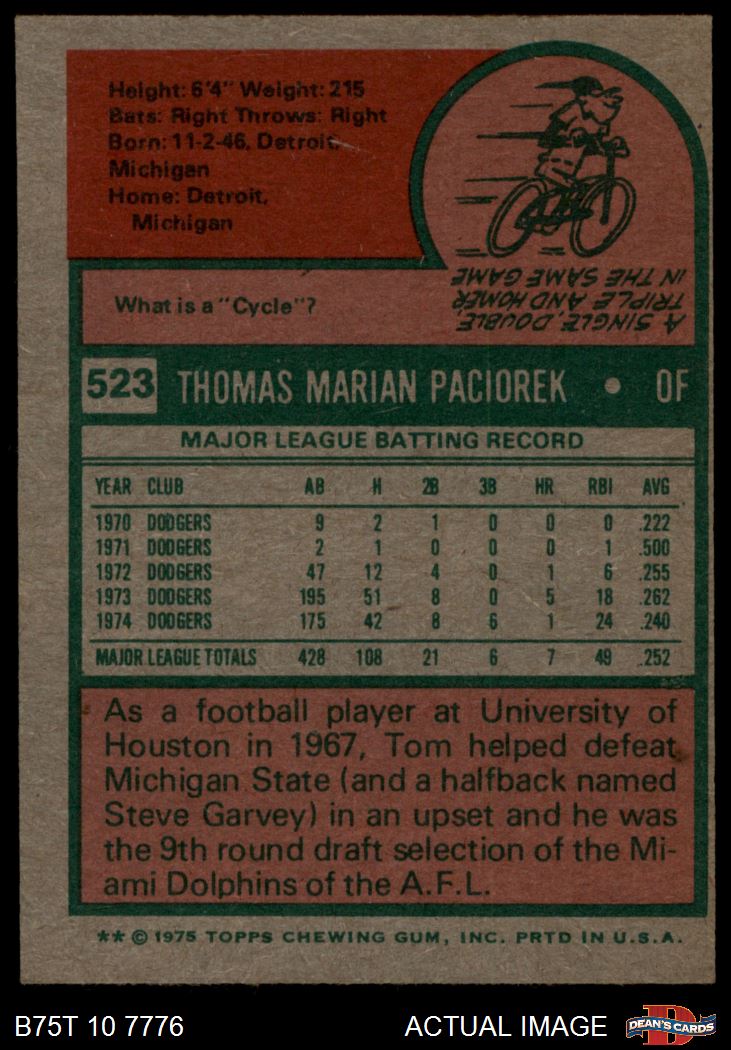 Height: 6'4" Weight: 215
Bats: Right Throws: Right
Born: 11-2-46, Detroit,
Michigan
Home: Detroit,
Michigan
What is a "Cycle"?
A SINGLE, DOUBLE,
TRIPLE AND HOMER
IN THE SAME GAME
523 THOMAS MARIAN PACIOREK • OF
MAJOR LEAGUE BATTING RECORD
YEAR CLUB AB H 2B 3B HR RBI AVG
1970 DODGERS 9 2 1 0 0 0 .222
1971 DODGERS 2 1 0 0 0 1 .500
1972 DODGERS 47 12 4 0 1 6 .255
1973 DODGERS 195 51 8 0 5 18 .262
1974 DODGERS 175 42 8 6 1 24 .240
MAJOR LEAGUE TOTALS 428 108 21 6 7 49 .252
As a football player at University of
Houston in 1967, Tom helped defeat
Michigan State (and a halfback named
Steve Garvey) in an upset and he was
the 9th round draft selection of the Mi-
ami Dolphins of the A.F.L.
** © 1975 TOPPS CHEWING GUM, INC. PRTD IN U.S.A.
B75T 10 7776 ACTUAL IMAGE
DEAN'S CARDS